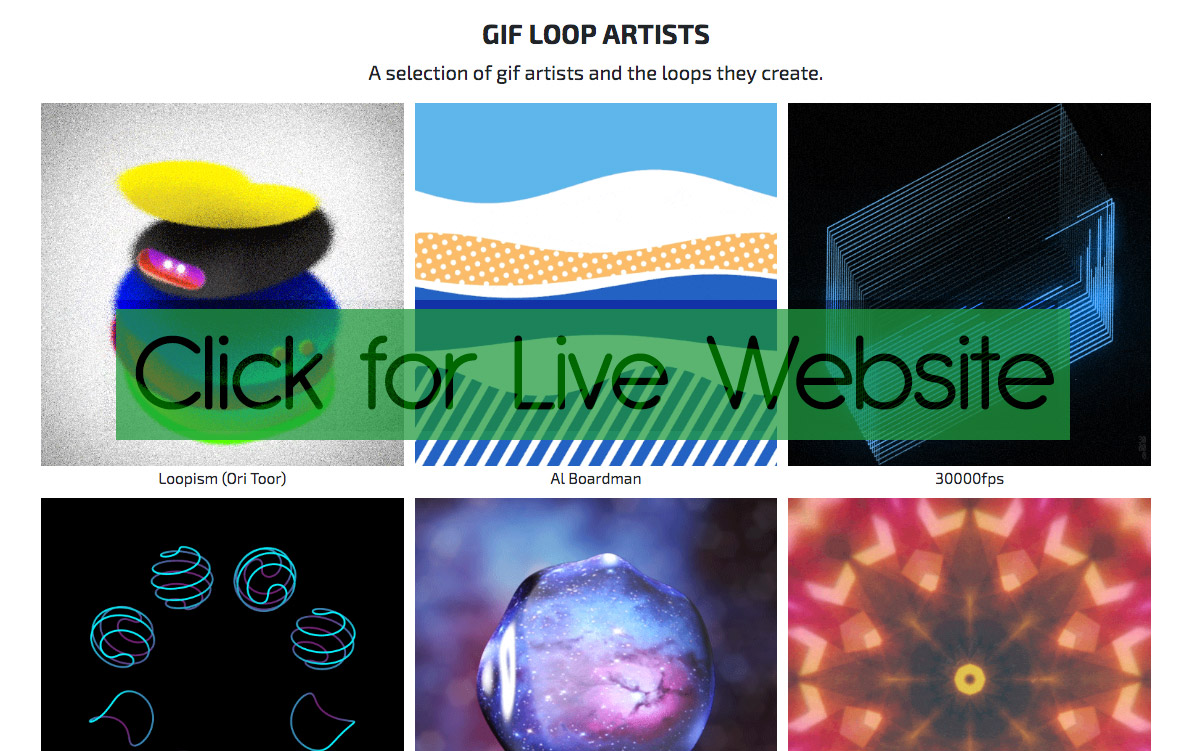 GIF LOOP ARTISTS
A selection of gif artists and the loops they create.
Click for Live Website
Loopism (Ori Toor)
Al Boardman
30000fps